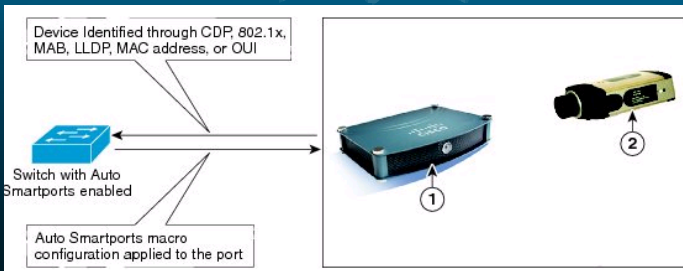 Device Identified through CDP, 802.1x,
MAB, LLDP, MAC address, or OUI
Switch with Auto
Smartports enabled
Auto Smartports macro
configuration applied to the port
1
2